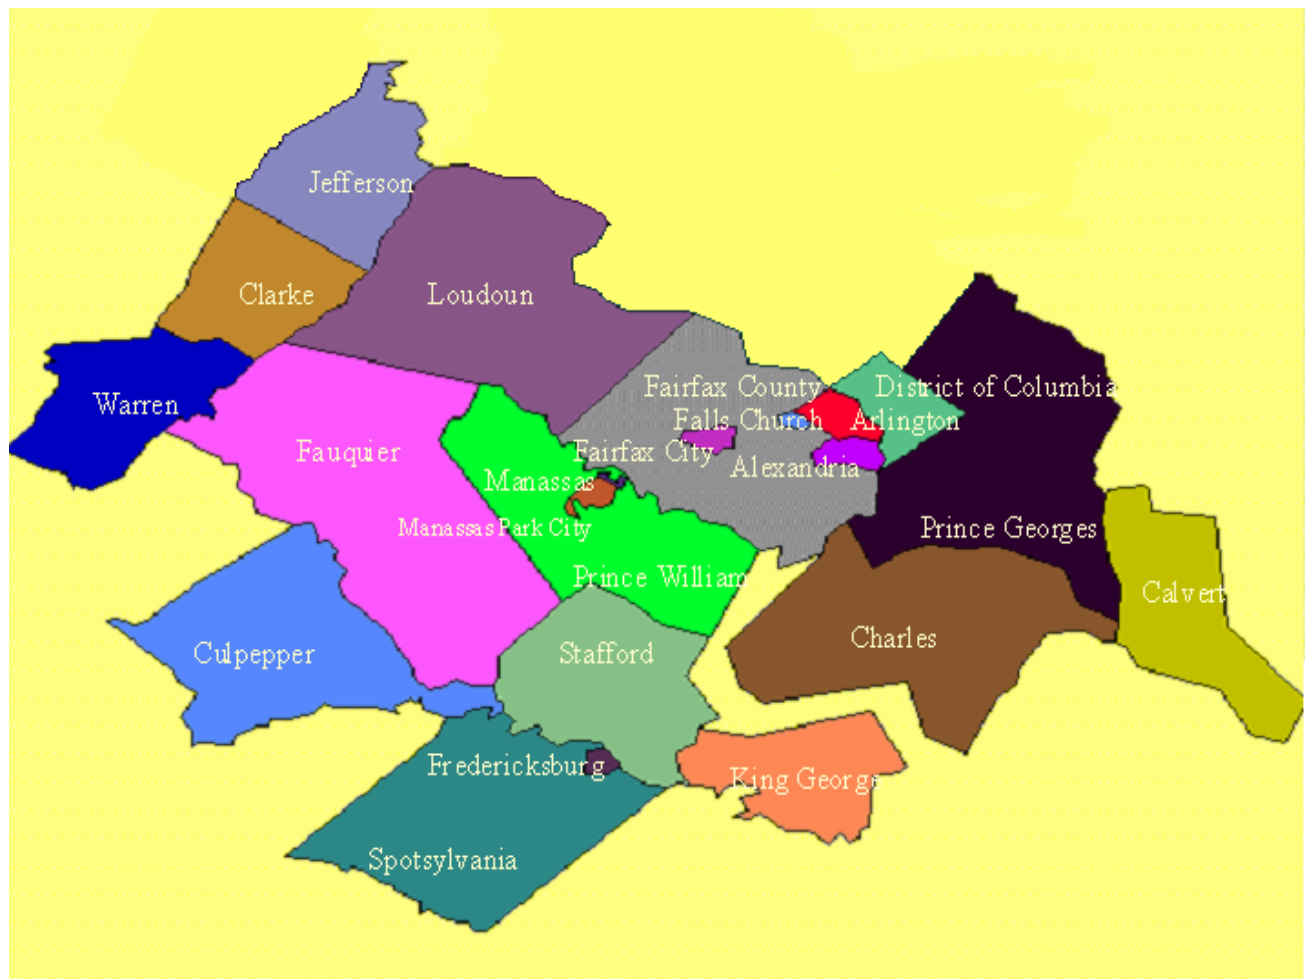 Jefferson
Clarke
Loudoun
Warren
Fairfax County
District of Columbia
Falls Church
Arlington
Fauquier
Fairfax City
Manassas
Alexandria
Manassas Park City
Prince Georges
Prince William
Calvert
Culpepper
Stafford
Charles
Fredericksburg
King George
Spotsylvania